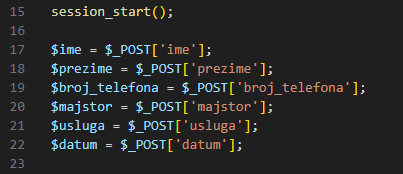 15 session_start();
16
17 $ime = $_POST['ime'];
18 $prezime = $_POST['prezime'];
19 $broj_telefona = $_POST['broj_telefona'];
20 $majstor = $_POST['majstor'];
21 $usluga = $_POST['usluga'];
22 $datum = $_POST['datum'];
23